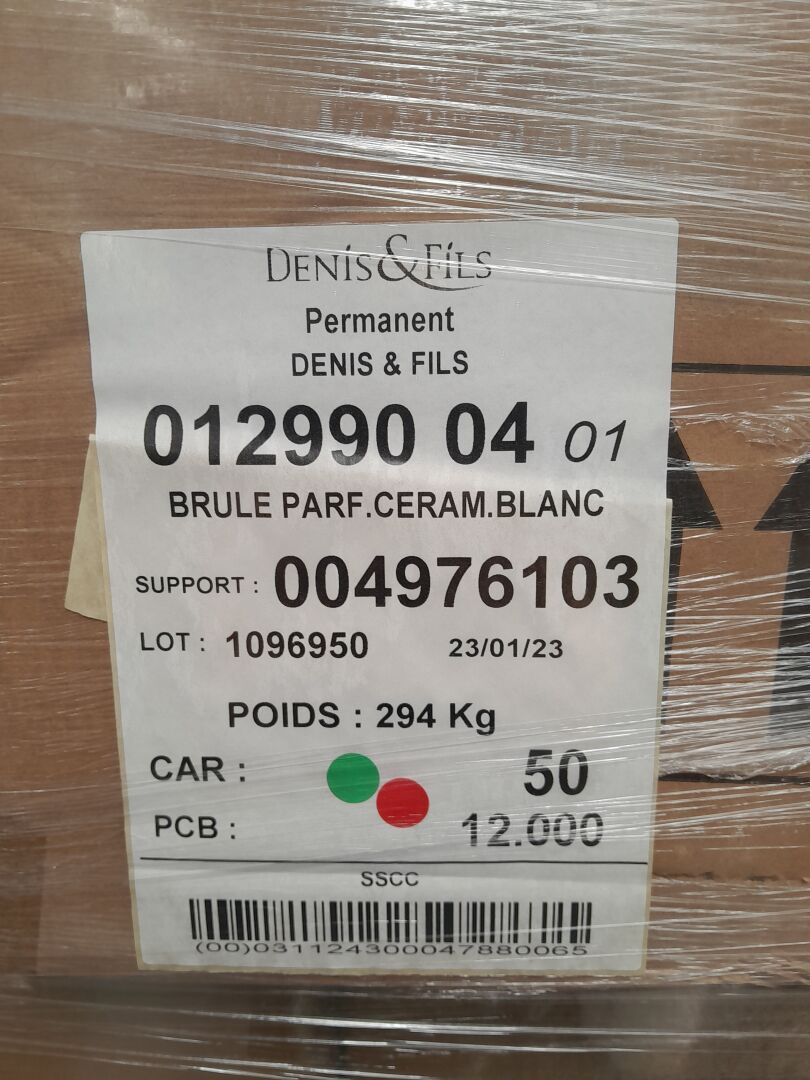 DENIS&FILS
Permanent
DENIS & FILS
012990 04 01
BRULE PARF.CERAM.BLANC
SUPPORT : 004976103
LOT : 1096950 23/01/23
POIDS : 294 Kg
CAR : 50
PCB : 12.000
SSCC
(00)031124300047880065